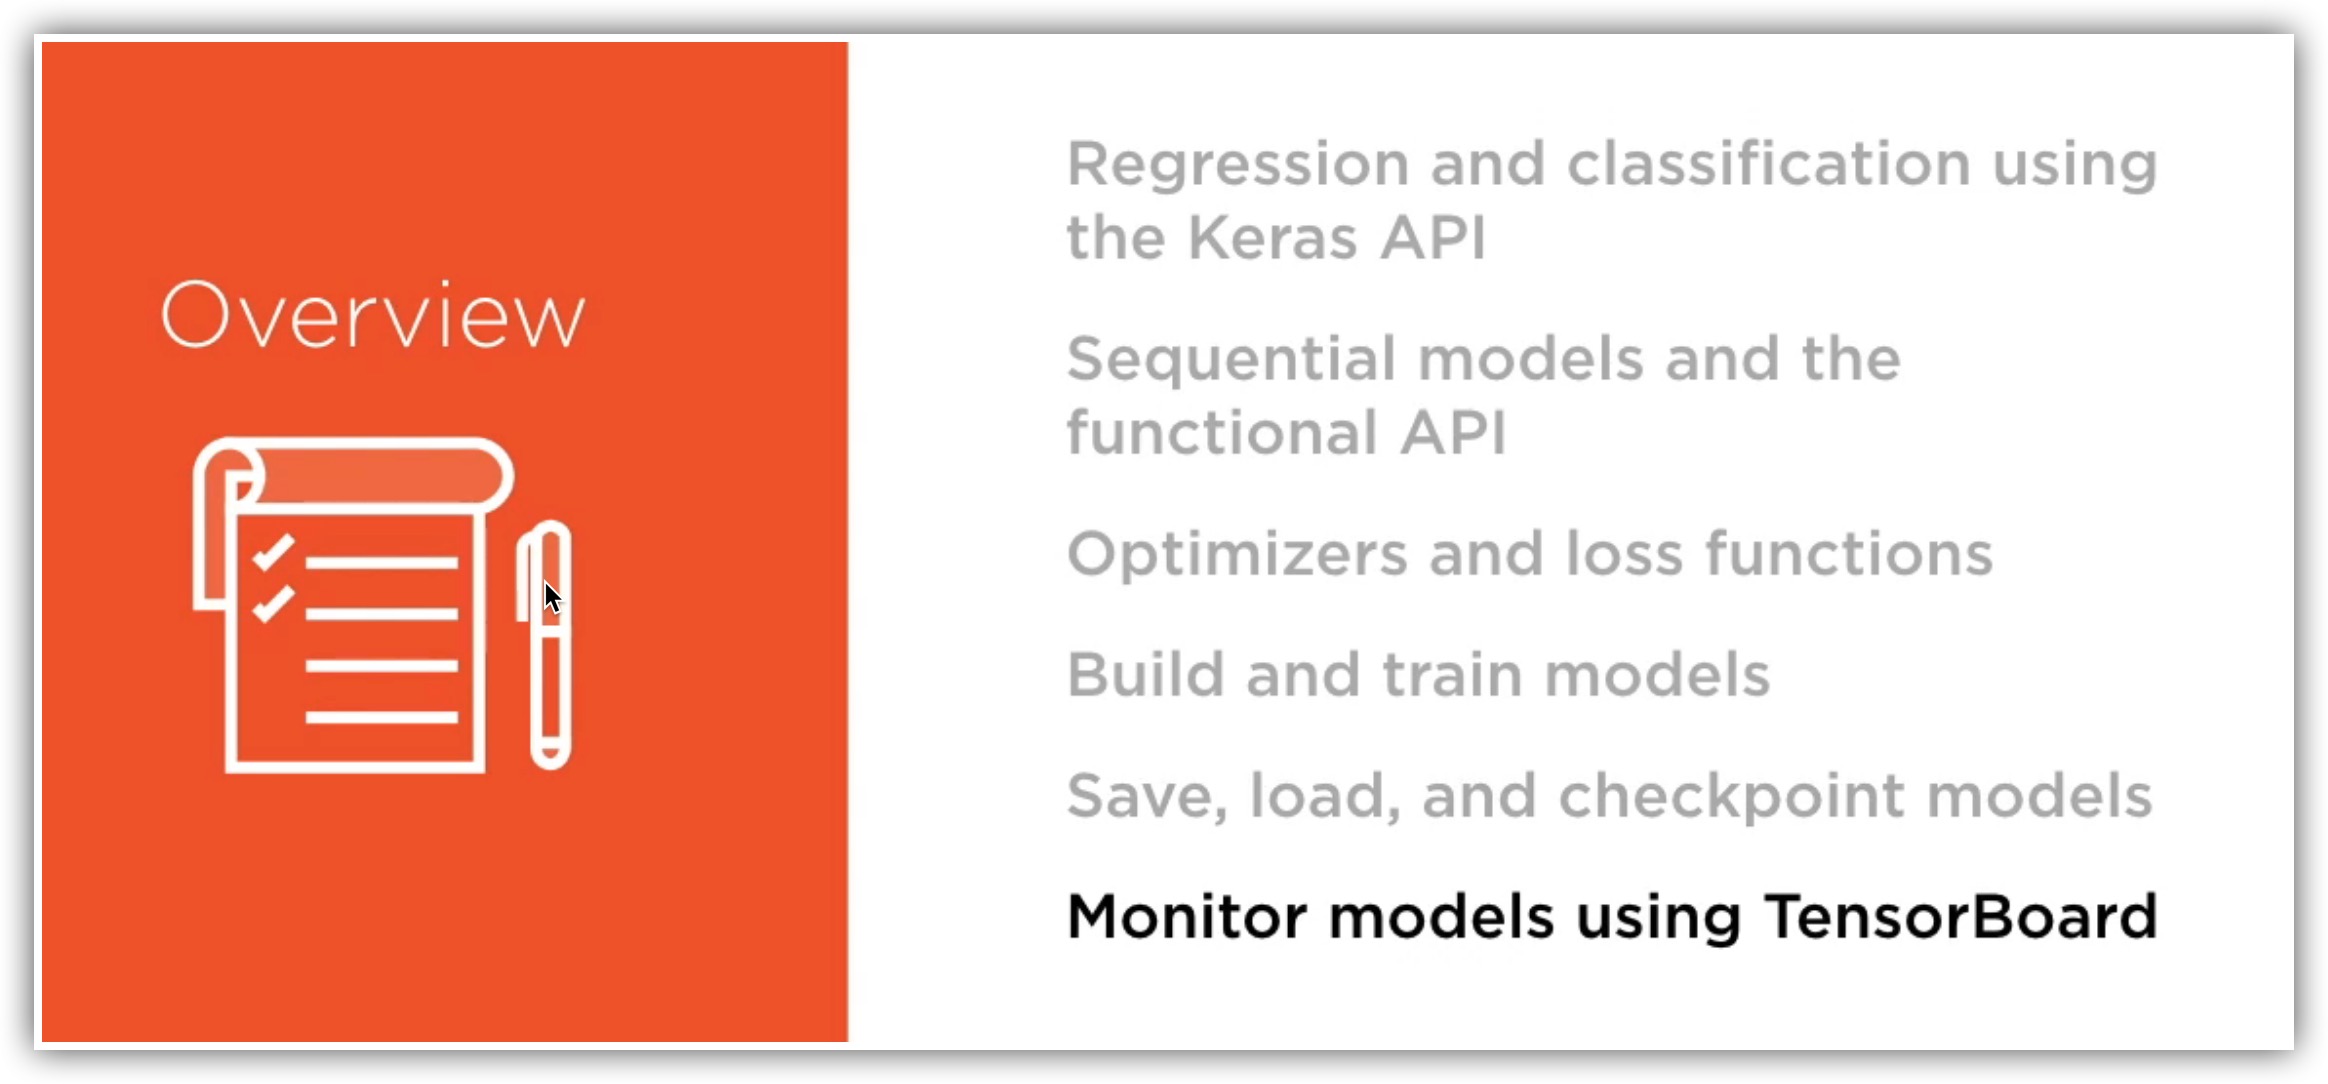 Overview
Regression and classification using
the Keras API
Sequential models and the
functional API
Optimizers and loss functions
Build and train models
Save, load, and checkpoint models
Monitor models using TensorBoard